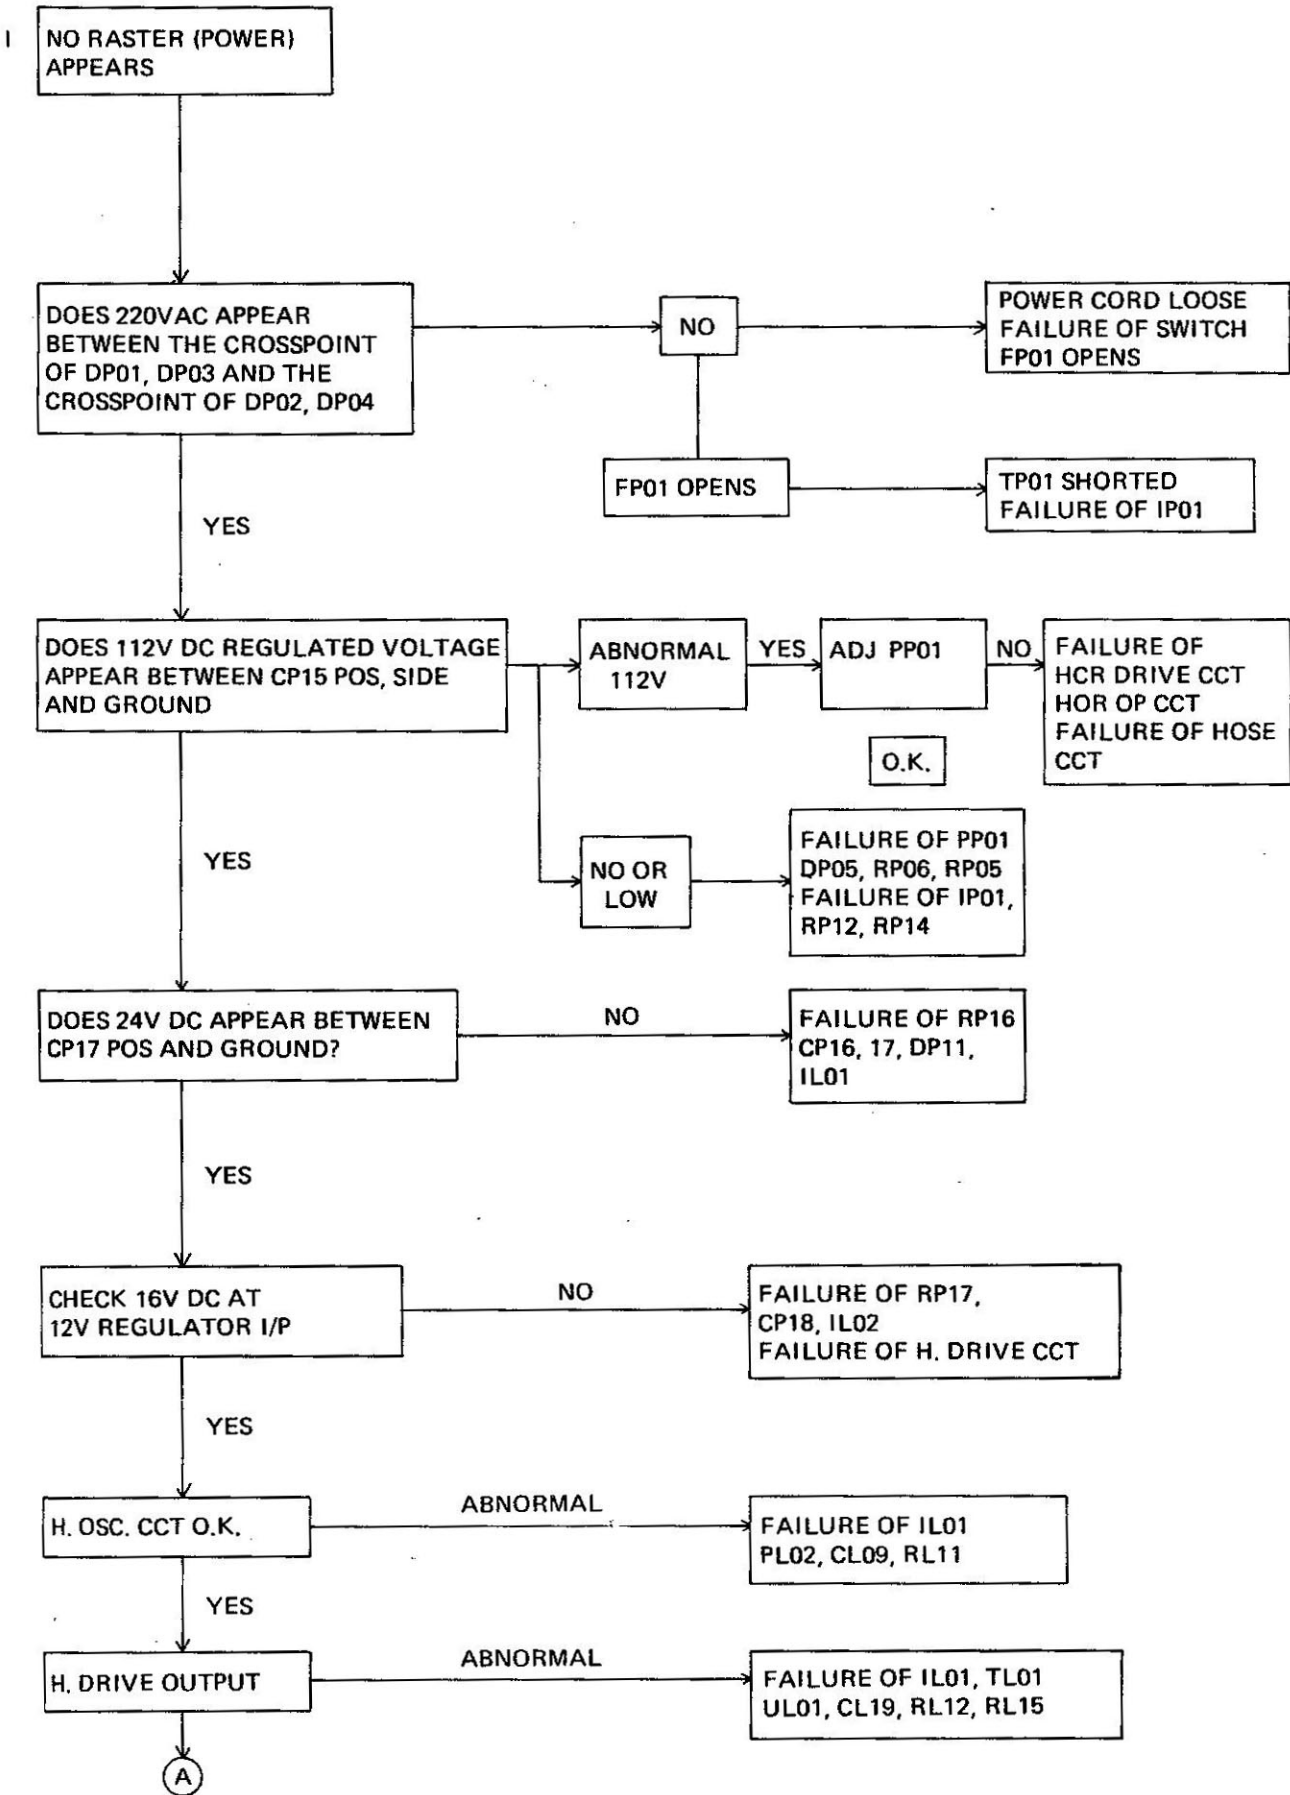 I
NO RASTER (POWER)
APPEARS
DOES 220VAC APPEAR
BETWEEN THE CROSSPOINT
OF DP01, DP03 AND THE
CROSSPOINT OF DP02, DP04
NO
POWER CORD LOOSE
FAILURE OF SWITCH
FP01 OPENS
FP01 OPENS
TP01 SHORTED
FAILURE OF IP01
YES
DOES 112V DC REGULATED VOLTAGE
APPEAR BETWEEN CP15 POS, SIDE
AND GROUND
ABNORMAL
112V
YES
ADJ PP01
NO
FAILURE OF
HCR DRIVE CCT
HOR OP CCT
FAILURE OF HOSE
CCT
O.K.
YES
NO OR
LOW
FAILURE OF PP01
DP05, RP06, RP05
FAILURE OF IP01,
RP12, RP14
DOES 24V DC APPEAR BETWEEN
CP17 POS AND GROUND?
NO
FAILURE OF RP16
CP16, 17, DP11,
IL01
YES
CHECK 16V DC AT
12V REGULATOR I/P
NO
FAILURE OF RP17,
CP18, IL02
FAILURE OF H. DRIVE CCT
YES
H. OSC. CCT O.K.
ABNORMAL
FAILURE OF IL01
PL02, CL09, RL11
YES
H. DRIVE OUTPUT
ABNORMAL
FAILURE OF IL01, TL01
UL01, CL19, RL12, RL15
A